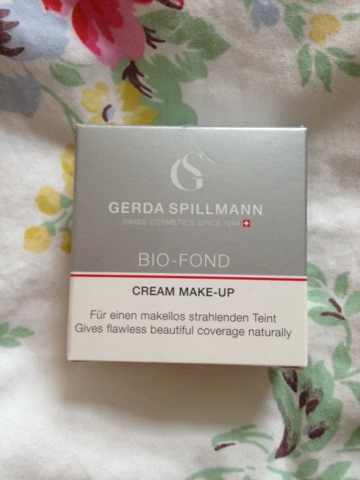 GS
GERDA SPILLMANN
SWISS COSMETICS SINCE 1944
BIO-FOND
CREAM MAKE-UP
Für einen makellos strahlenden Teint
Gives flawless beautiful coverage naturally